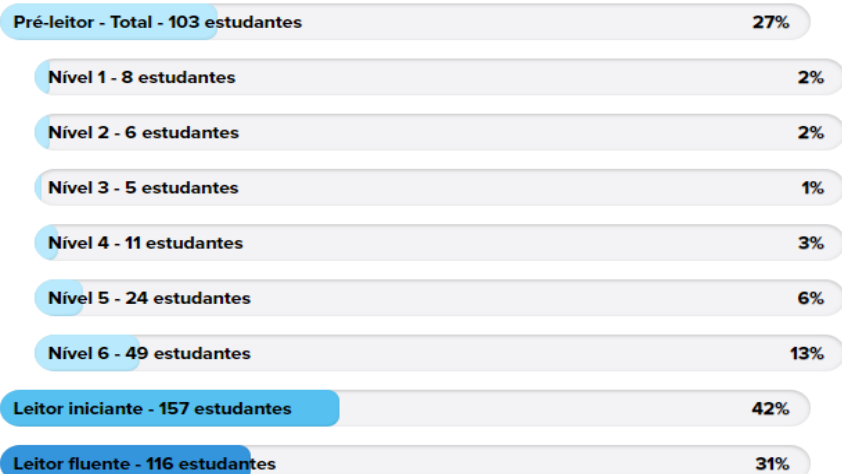 Pré-leitor - Total - 103 estudantes 27%
Nível 1 - 8 estudantes 2%
Nível 2 - 6 estudantes 2%
Nível 3 - 5 estudantes 1%
Nível 4 - 11 estudantes 3%
Nível 5 - 24 estudantes 6%
Nível 6 - 49 estudantes 13%
Leitor iniciante - 157 estudantes 42%
Leitor fluente - 116 estudantes 31%